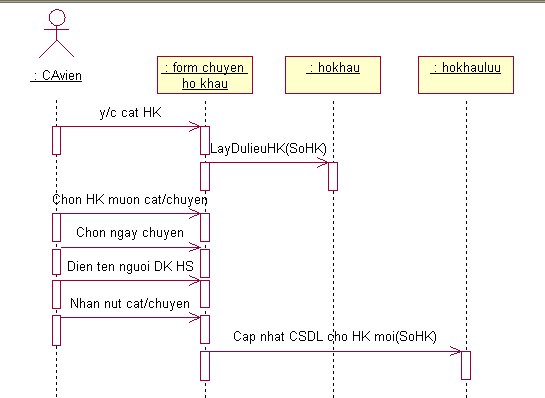 : CAvien
: form chuyen
ho khau
: hokhau
: hokhauluu
y/c cat HK
LayDulieuHK(SoHK)
Chon HK muon cat/chuyen
Chon ngay chuyen
Dien ten nguoi DK HS
Nhan nut cat/chuyen
Cap nhat CSDL cho HK moi(SoHK)